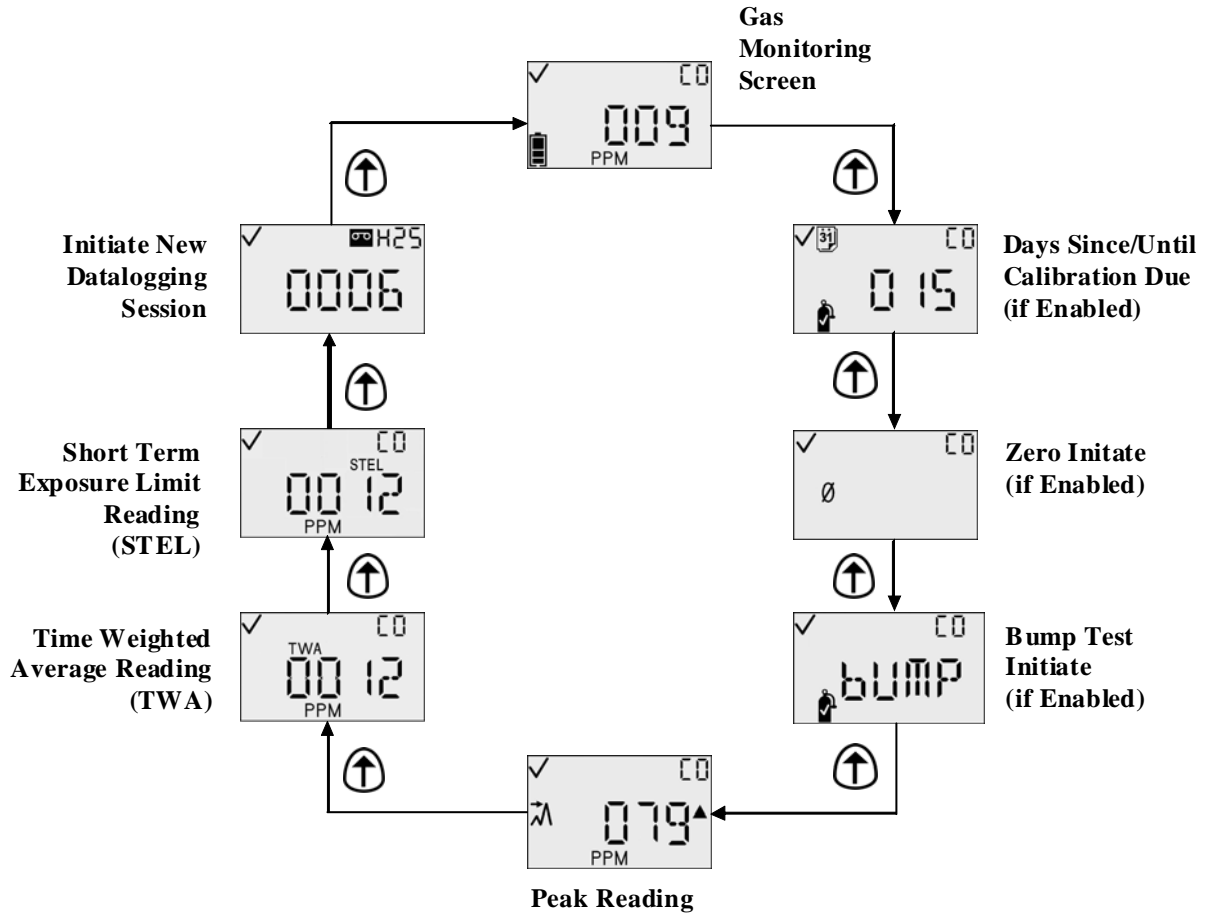 Gas
Monitoring
Screen
CO
009
PPM
Initiate New
Datalogging
Session
H2S
0006
31
CO
015
Days Since/Until
Calibration Due
(if Enabled)
Short Term
Exposure Limit
Reading
(STEL)
CO
STEL
0012
PPM
CO
Ø
Zero Initate
(if Enabled)
Time Weighted
Average Reading
(TWA)
CO
TWA
0012
PPM
CO
bUMP
Bump Test
Initiate
(if Enabled)
CO
079
PPM
Peak Reading